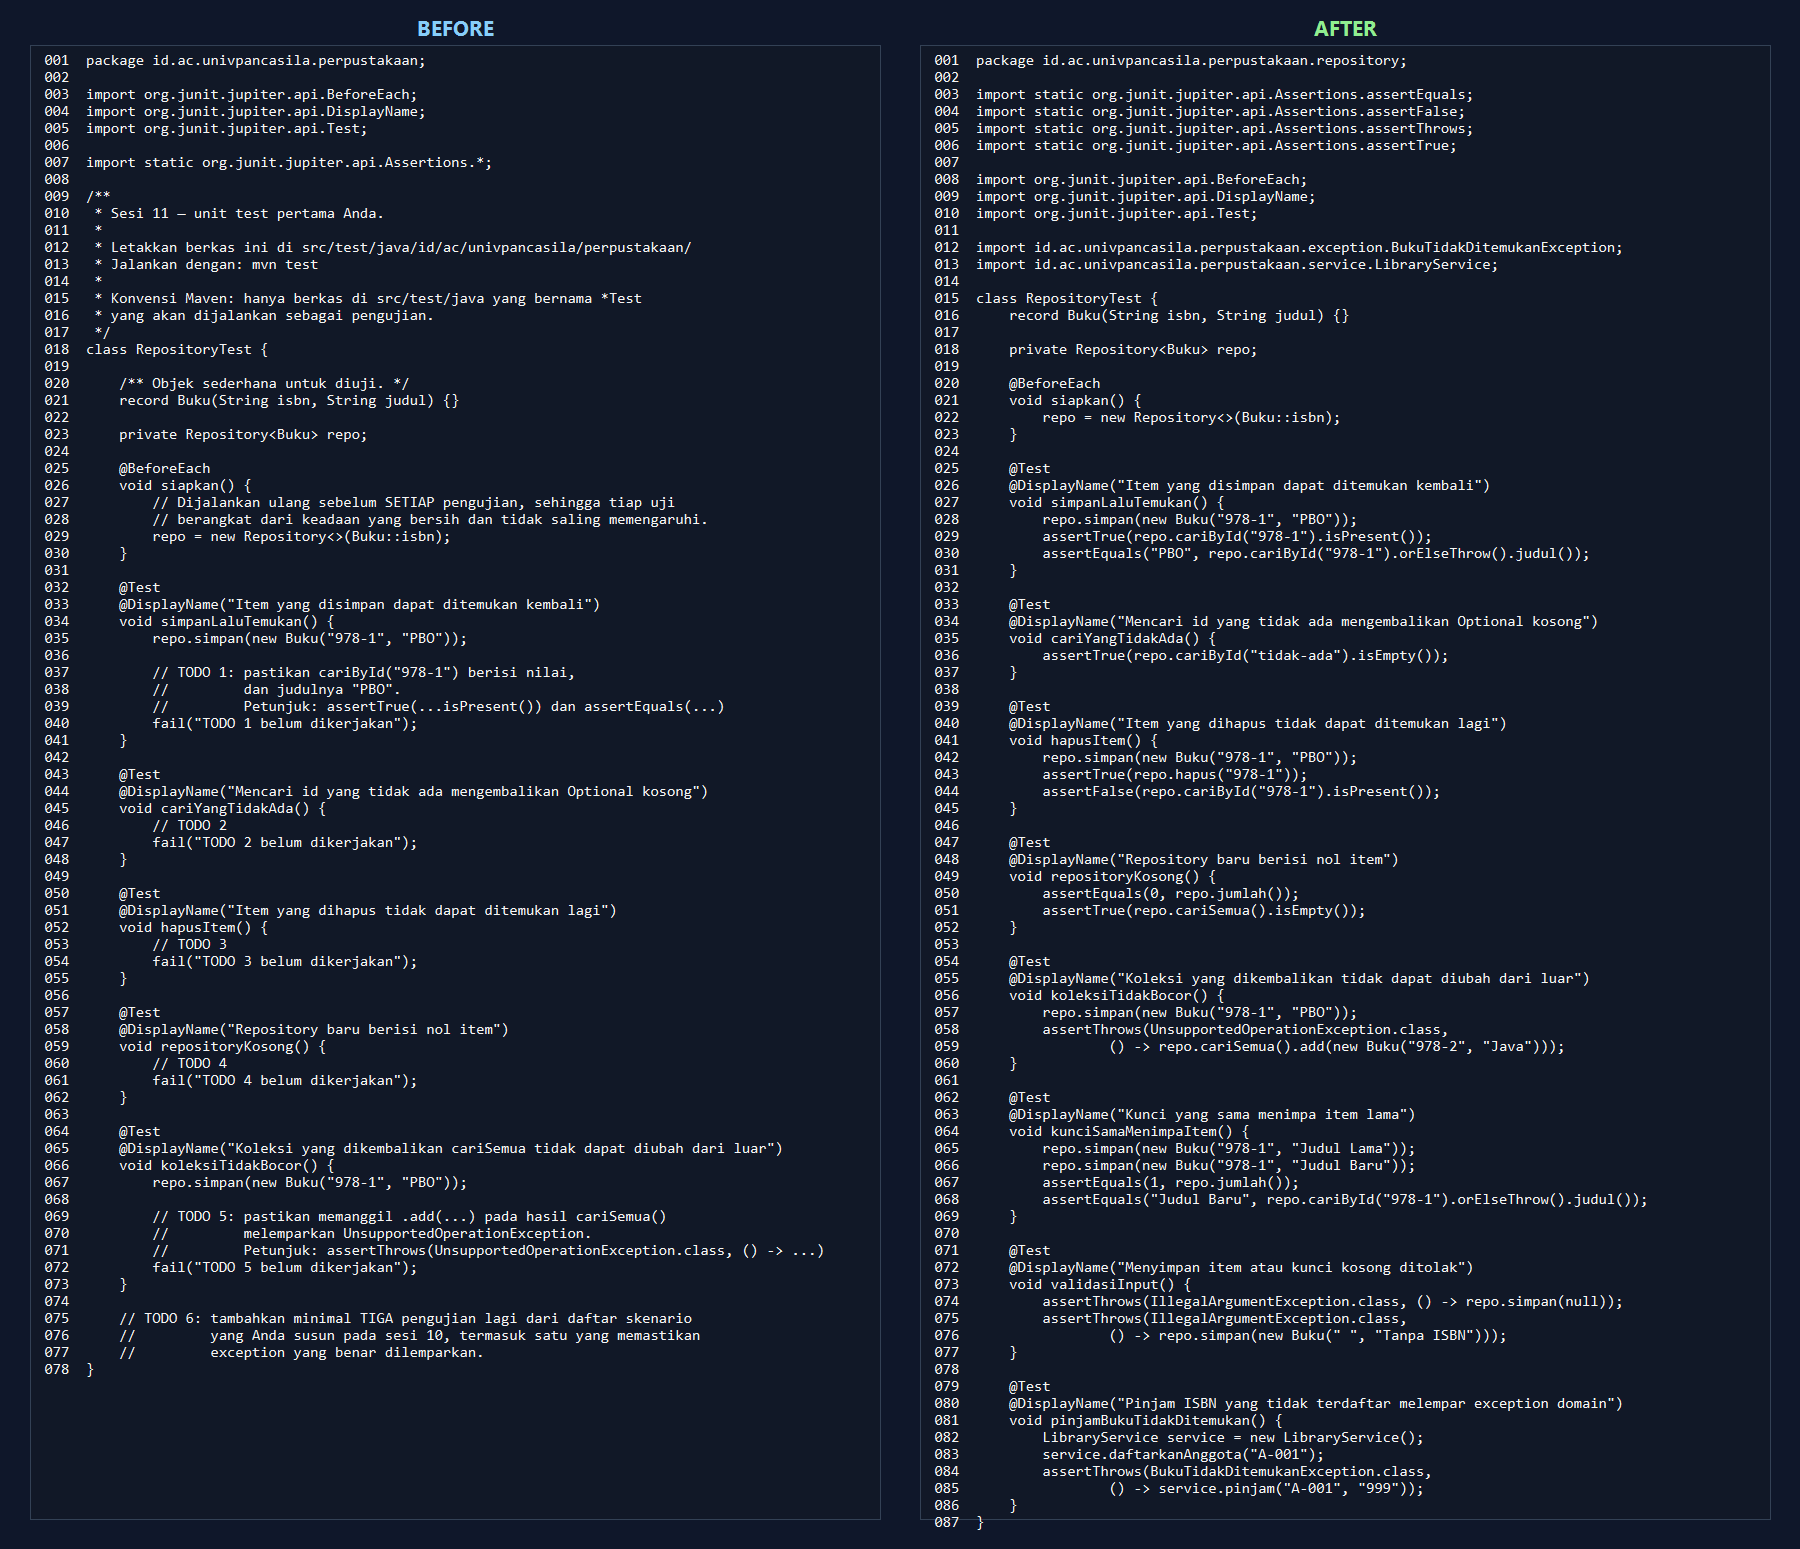 BEFORE
001 package id.ac.univpancasila.perpustakaan;
002
003 import org.junit.jupiter.api.BeforeEach;
004 import org.junit.jupiter.api.DisplayName;
005 import org.junit.jupiter.api.Test;
006
007 import static org.junit.jupiter.api.Assertions.*;
008
009 /**
010  * Sesi 11 — unit test pertama Anda.
011  *
012  * Letakkan berkas ini di src/test/java/id/ac/univpancasila/perpustakaan/
013  * Jalankan dengan: mvn test
014  *
015  * Konvensi Maven: hanya berkas di src/test/java yang bernama *Test
016  * yang akan dijalankan sebagai pengujian.
017  */
018 class RepositoryTest {
019
020     /** Objek sederhana untuk diuji. */
021     record Buku(String isbn, String judul) {}
022
023     private Repository<Buku> repo;
024
025     @BeforeEach
026     void siapkan() {
027         // Dijalankan ulang sebelum SETIAP pengujian, sehingga tiap uji
028         // berangkat dari keadaan yang bersih dan tidak saling memengaruhi.
029         repo = new Repository<>(Buku::isbn);
030     }
031
032     @Test
033     @DisplayName("Item yang disimpan dapat ditemukan kembali")
034     void simpanLaluTemukan() {
035         repo.simpan(new Buku("978-1", "PBO"));
036
037         // TODO 1: pastikan cariById("978-1") berisi nilai,
038         //         dan judulnya "PBO".
039         //         Petunjuk: assertTrue(...isPresent()) dan assertEquals(...)
040         fail("TODO 1 belum dikerjakan");
041     }
042
043     @Test
044     @DisplayName("Mencari id yang tidak ada mengembalikan Optional kosong")
045     void cariYangTidakAda() {
046         // TODO 2
047         fail("TODO 2 belum dikerjakan");
048     }
049
050     @Test
051     @DisplayName("Item yang dihapus tidak dapat ditemukan lagi")
052     void hapusItem() {
053         // TODO 3
054         fail("TODO 3 belum dikerjakan");
055     }
056
057     @Test
058     @DisplayName("Repository baru berisi nol item")
059     void repositoryKosong() {
060         // TODO 4
061         fail("TODO 4 belum dikerjakan");
062     }
063
064     @Test
065     @DisplayName("Koleksi yang dikembalikan cariSemua tidak dapat diubah dari luar")
066     void koleksiTidakBocor() {
067         repo.simpan(new Buku("978-1", "PBO"));
068
069         // TODO 5: pastikan memanggil .add(...) pada hasil cariSemua()
070         //         melemparkan UnsupportedOperationException.
071         //         Petunjuk: assertThrows(UnsupportedOperationException.class, () -> ...)
072         fail("TODO 5 belum dikerjakan");
073     }
074
075     // TODO 6: tambahkan minimal TIGA pengujian lagi dari daftar skenario
076     //         yang Anda susun pada sesi 10, termasuk satu yang memastikan
077     //         exception yang benar dilemparkan.
078 }
AFTER
001 package id.ac.univpancasila.perpustakaan.repository;
002
003 import static org.junit.jupiter.api.Assertions.assertEquals;
004 import static org.junit.jupiter.api.Assertions.assertFalse;
005 import static org.junit.jupiter.api.Assertions.assertThrows;
006 import static org.junit.jupiter.api.Assertions.assertTrue;
007
008 import org.junit.jupiter.api.BeforeEach;
009 import org.junit.jupiter.api.DisplayName;
010 import org.junit.jupiter.api.Test;
011
012 import id.ac.univpancasila.perpustakaan.exception.BukuTidakDitemukanException;
013 import id.ac.univpancasila.perpustakaan.service.LibraryService;
014
015 class RepositoryTest {
016     record Buku(String isbn, String judul) {}
017
018     private Repository<Buku> repo;
019
020     @BeforeEach
021     void siapkan() {
022         repo = new Repository<>(Buku::isbn);
023     }
024
025     @Test
026     @DisplayName("Item yang disimpan dapat ditemukan kembali")
027     void simpanLaluTemukan() {
028         repo.simpan(new Buku("978-1", "PBO"));
029         assertTrue(repo.cariById("978-1").isPresent());
030         assertEquals("PBO", repo.cariById("978-1").orElseThrow().judul());
031     }
032
033     @Test
034     @DisplayName("Mencari id yang tidak ada mengembalikan Optional kosong")
035     void cariYangTidakAda() {
036         assertTrue(repo.cariById("tidak-ada").isEmpty());
037     }
038
039     @Test
040     @DisplayName("Item yang dihapus tidak dapat ditemukan lagi")
041     void hapusItem() {
042         repo.simpan(new Buku("978-1", "PBO"));
043         assertTrue(repo.hapus("978-1"));
044         assertFalse(repo.cariById("978-1").isPresent());
045     }
046
047     @Test
048     @DisplayName("Repository baru berisi nol item")
049     void repositoryKosong() {
050         assertEquals(0, repo.jumlah());
051         assertTrue(repo.cariSemua().isEmpty());
052     }
053
054     @Test
055     @DisplayName("Koleksi yang dikembalikan tidak dapat diubah dari luar")
056     void koleksiTidakBocor() {
057         repo.simpan(new Buku("978-1", "PBO"));
058         assertThrows(UnsupportedOperationException.class,
059                 () -> repo.cariSemua().add(new Buku("978-2", "Java")));
060     }
061
062     @Test
063     @DisplayName("Kunci yang sama menimpa item lama")
064     void kunciSamaMenimpaItem() {
065         repo.simpan(new Buku("978-1", "Judul Lama"));
066         repo.simpan(new Buku("978-1", "Judul Baru"));
067         assertEquals(1, repo.jumlah());
068         assertEquals("Judul Baru", repo.cariById("978-1").orElseThrow().judul());
069     }
070
071     @Test
072     @DisplayName("Menyimpan item atau kunci kosong ditolak")
073     void validasiInput() {
074         assertThrows(IllegalArgumentException.class, () -> repo.simpan(null));
075         assertThrows(IllegalArgumentException.class,
076                 () -> repo.simpan(new Buku(" ", "Tanpa ISBN")));
077     }
078
079     @Test
080     @DisplayName("Pinjam ISBN yang tidak terdaftar melempar exception domain")
081     void pinjamBukuTidakDitemukan() {
082         LibraryService service = new LibraryService();
083         service.daftarkanAnggota("A-001");
084         assertThrows(BukuTidakDitemukanException.class,
085                 () -> service.pinjam("A-001", "999"));
086     }
087 }